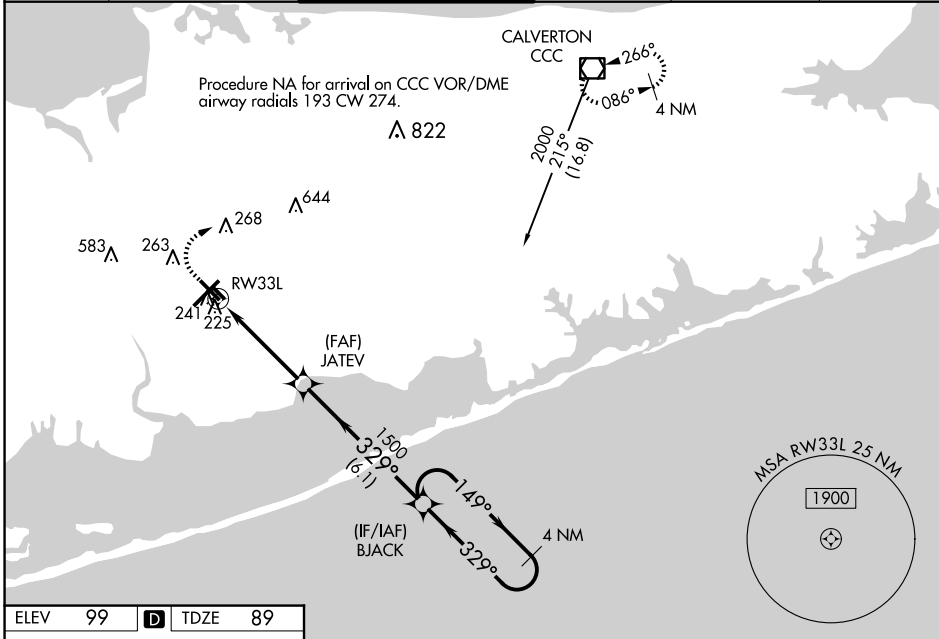 CALVERTON
CCC
266°
086°
4 NM
Procedure NA for arrival on CCC VOR/DME
airway radials 193 CW 274.
822
2000
215°
(16.8)
644
268
583
263
RW33L
241
225
(FAF)
JATEV
1500
329°
(6.1)
149°
4 NM
329°
(IF/IAF)
BJACK
MSA RW33L 25 NM
1900
ELEV 99 D TDZE 89